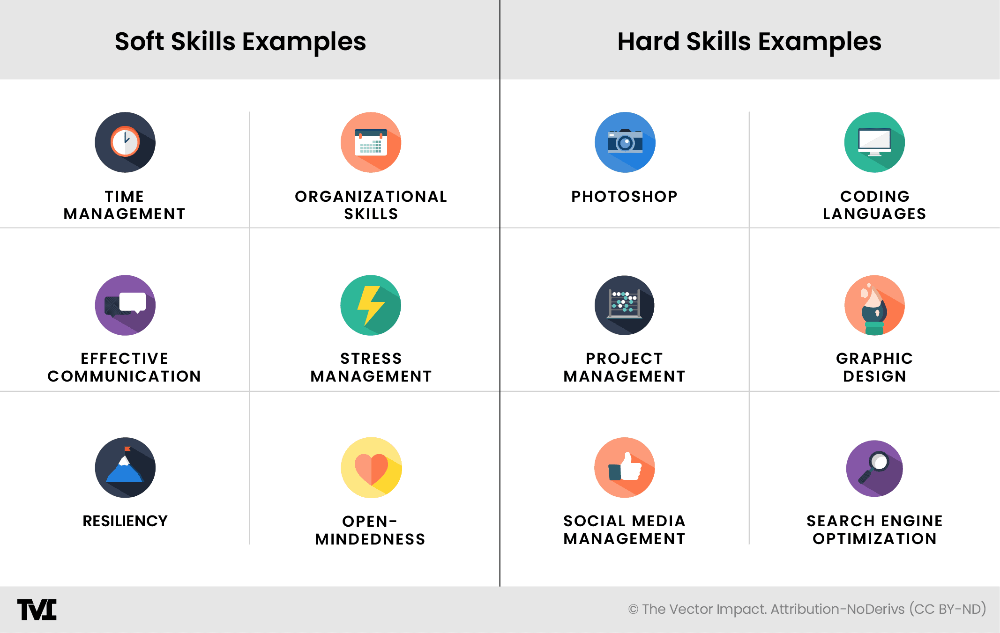 Soft Skills Examples
Hard Skills Examples
TIME
MANAGEMENT
ORGANIZATIONAL
SKILLS
PHOTOSHOP
CODING
LANGUAGES
EFFECTIVE
COMMUNICATION
STRESS
MANAGEMENT
PROJECT
MANAGEMENT
GRAPHIC
DESIGN
RESILIENCY
OPEN-
MINDEDNESS
SOCIAL MEDIA
MANAGEMENT
SEARCH ENGINE
OPTIMIZATION
TVI
© The Vector Impact. Attribution-NoDerivs (CC BY-ND)